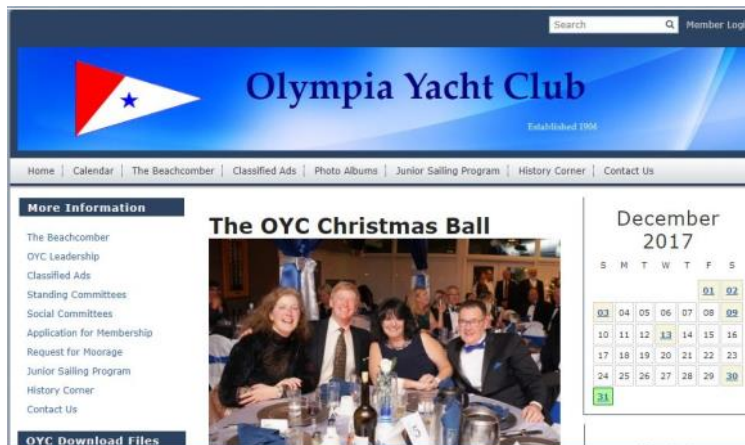 Search
Member Logi
Olympia Yacht Club
Established 1904
Home
Calendar
The Beachcomber
Classified Ads
Photo Albums
Junior Sailing Program
History Corner
Contact Us
More Information
The Beachcomber
OYC Leadership
Classified Ads
Standing Committees
Social Committees
Application for Membership
Request for Moorage
Junior Sailing Program
History Corner
Contact Us
OYC Download Files
The OYC Christmas Ball
5
December
2017
S M T W T F S
01 02
03 04 05 06 07 08 09
10 11 12 13 14 15 16
17 18 19 20 21 22 23
24 25 26 27 28 29 30
31